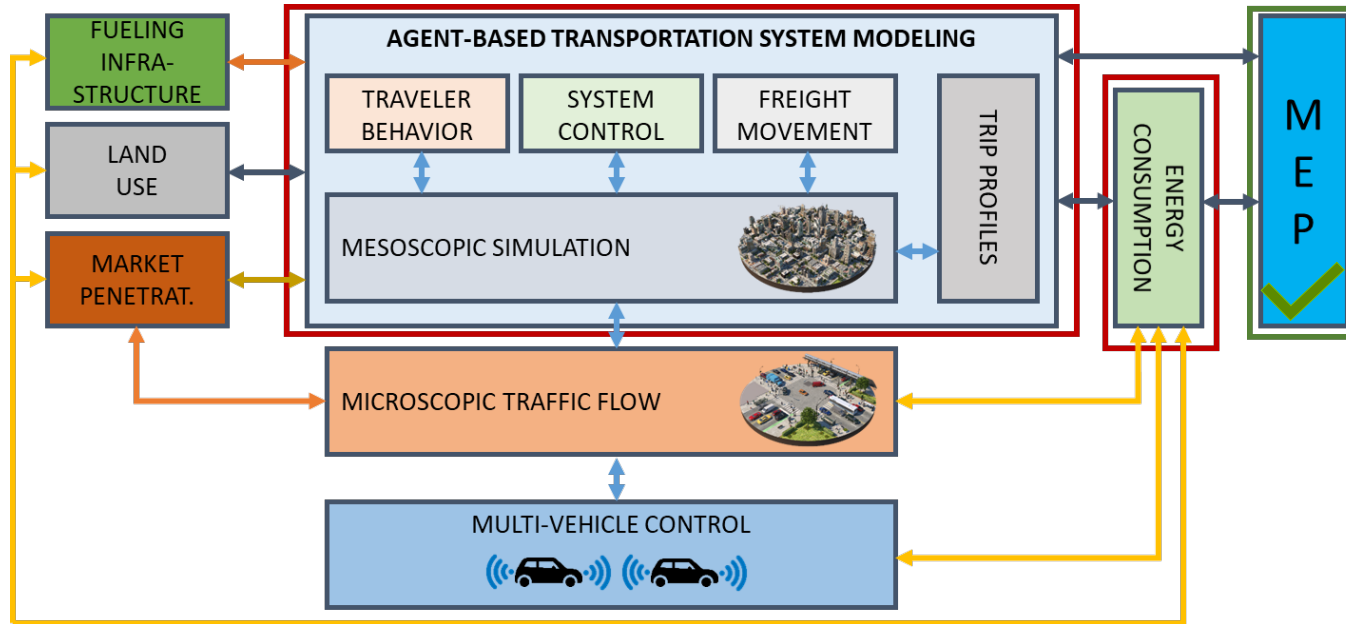 FUELING
INFRA-
STRUCTURE
LAND
USE
MARKET
PENETRAT.
AGENT-BASED TRANSPORTATION SYSTEM MODELING
TRAVELER
BEHAVIOR
SYSTEM
CONTROL
FREIGHT
MOVEMENT
TRIP PROFILES
MESOSCOPIC SIMULATION
MICROSCOPIC TRAFFIC FLOW
MULTI-VEHICLE CONTROL
ENERGY
CONSUMPTION
M
E
P